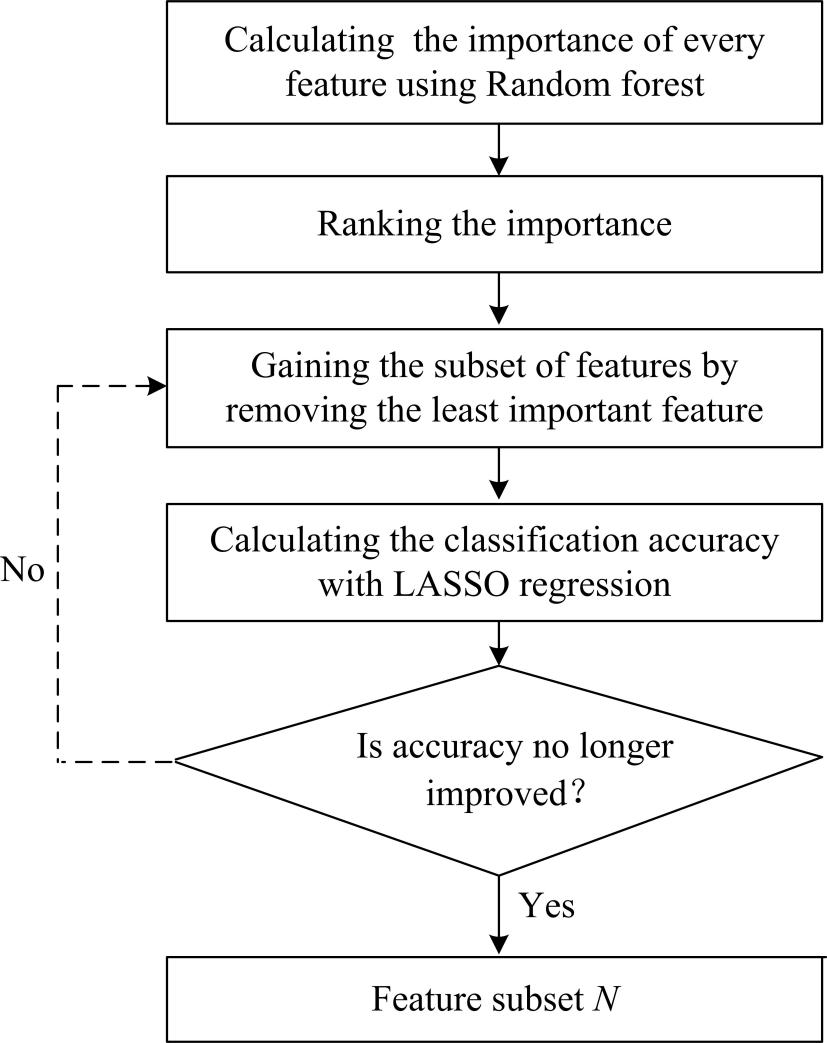 Calculating the importance of every
feature using Random forest
Ranking the importance
Gaining the subset of features by
removing the least important feature
Calculating the classification accuracy
with LASSO regression
No
Is accuracy no longer
improved？
Yes
Feature subset N